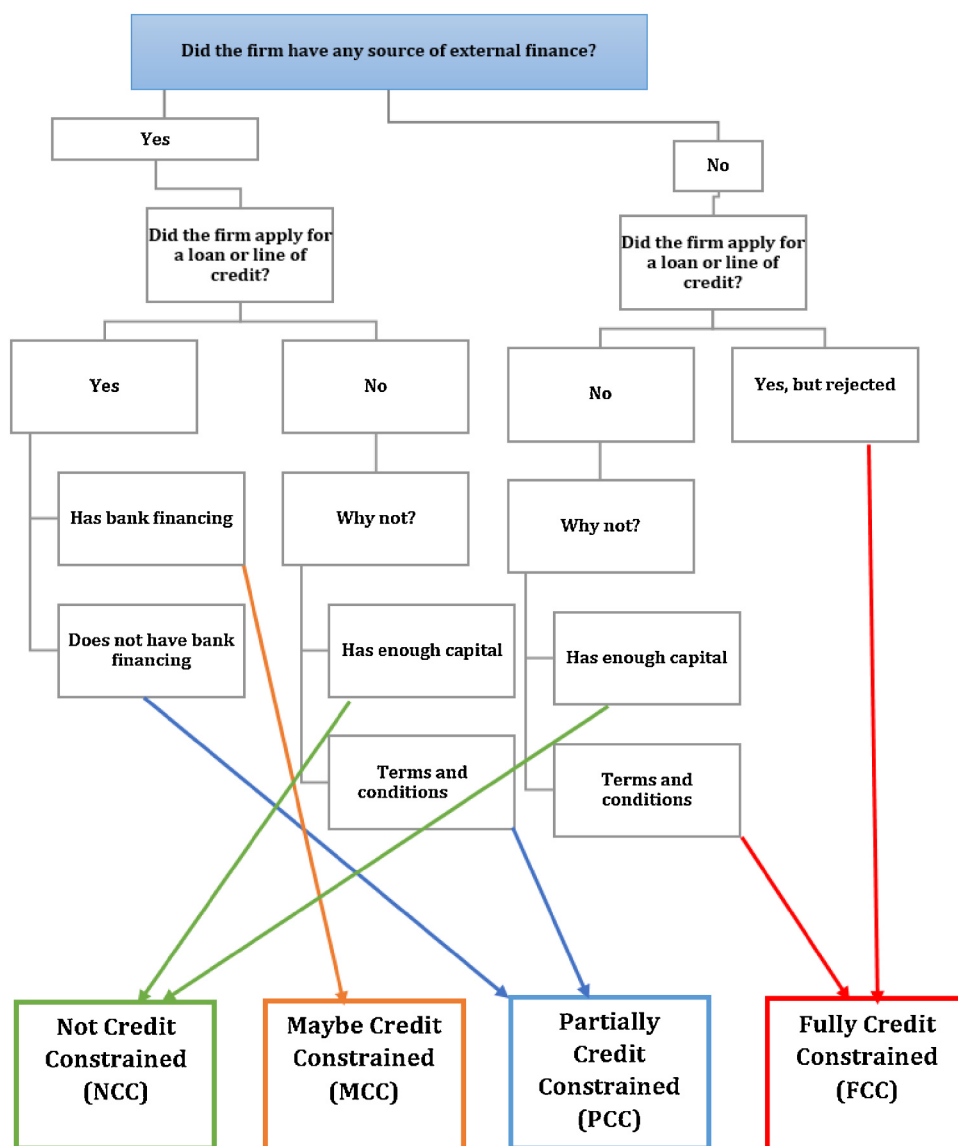 Did the firm have any source of external finance?
Yes
No
Did the firm apply for
a loan or line of
credit?
Did the firm apply for
a loan or line of
credit?
Yes
No
No
Yes, but rejected
Has bank financing
Why not?
Why not?
Does not have bank
financing
Has enough capital
Has enough capital
Terms and
conditions
Terms and
conditions
Not Credit
Constrained
(NCC)
Maybe Credit
Constrained
(MCC)
Partially
Credit
Constrained
(PCC)
Fully Credit
Constrained
(FCC)